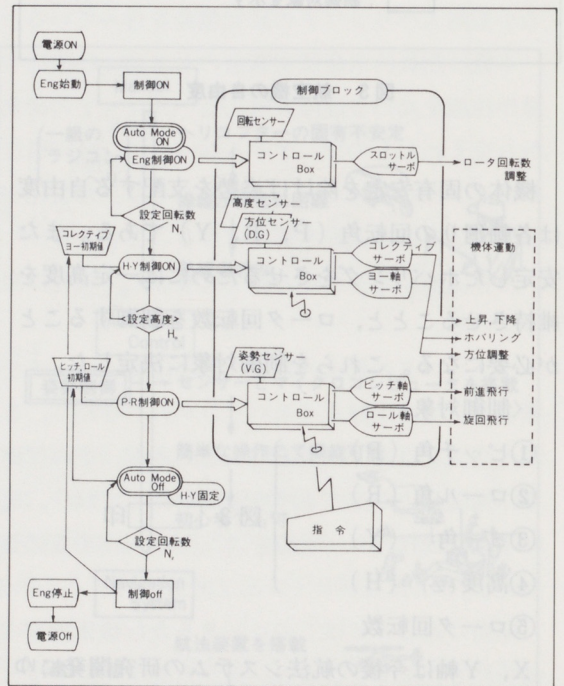 電源ON
Eng始動
制御ON
Auto Mode
ON
Eng制御ON
設定回転数
Nr
コレクティブ
ヨー初期値
H-Y制御ON
<設定高度>
Hs
ピッチ,ロール
初期値
P-R制御ON
Auto Mode
Off
H-Y固定
設定回転数
Nr
Eng停止
制御off
電源Off
制御ブロック
回転センサー
コントロール
Box
スロットル
サーボ
ロータ回転数
調整
高度センサー
方位センサー
(D.G)
コントロール
Box
コレクティブ
サーボ
ヨー軸
サーボ
機体運動
上昇,下降
ホバリング
方位調整
姿勢センサー
(V.G)
コントロール
Box
ピッチ軸
サーボ
ロール軸
サーボ
前進飛行
旋回飛行
指令